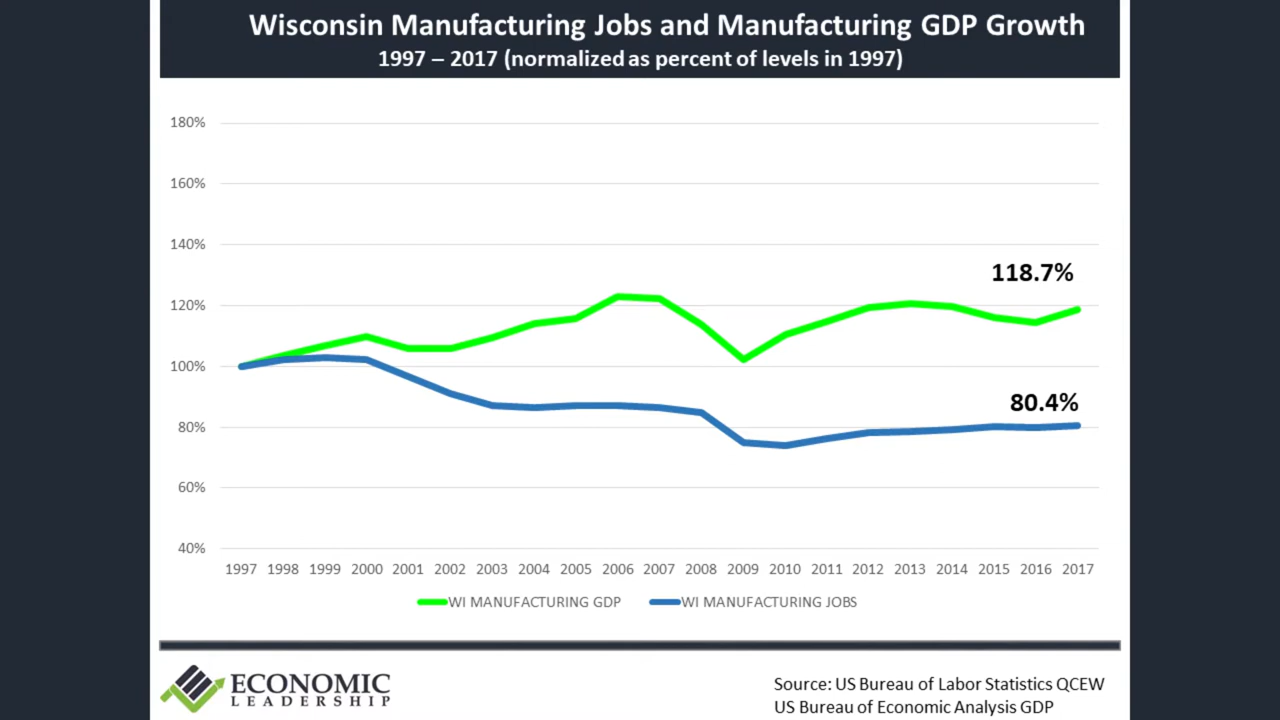 Wisconsin Manufacturing Jobs and Manufacturing GDP Growth
1997 – 2017 (normalized as percent of levels in 1997)
180%
160%
140%
118.7%
120%
100%
80.4%
80%
60%
40%
1997 1998 1999 2000 2001 2002 2003 2004 2005 2006 2007 2008 2009 2010 2011 2012 2013 2014 2015 2016 2017
WI MANUFACTURING GDP WI MANUFACTURING JOBS
ECONOMIC
LEADERSHIP
Source: US Bureau of Labor Statistics QCEW
US Bureau of Economic Analysis GDP